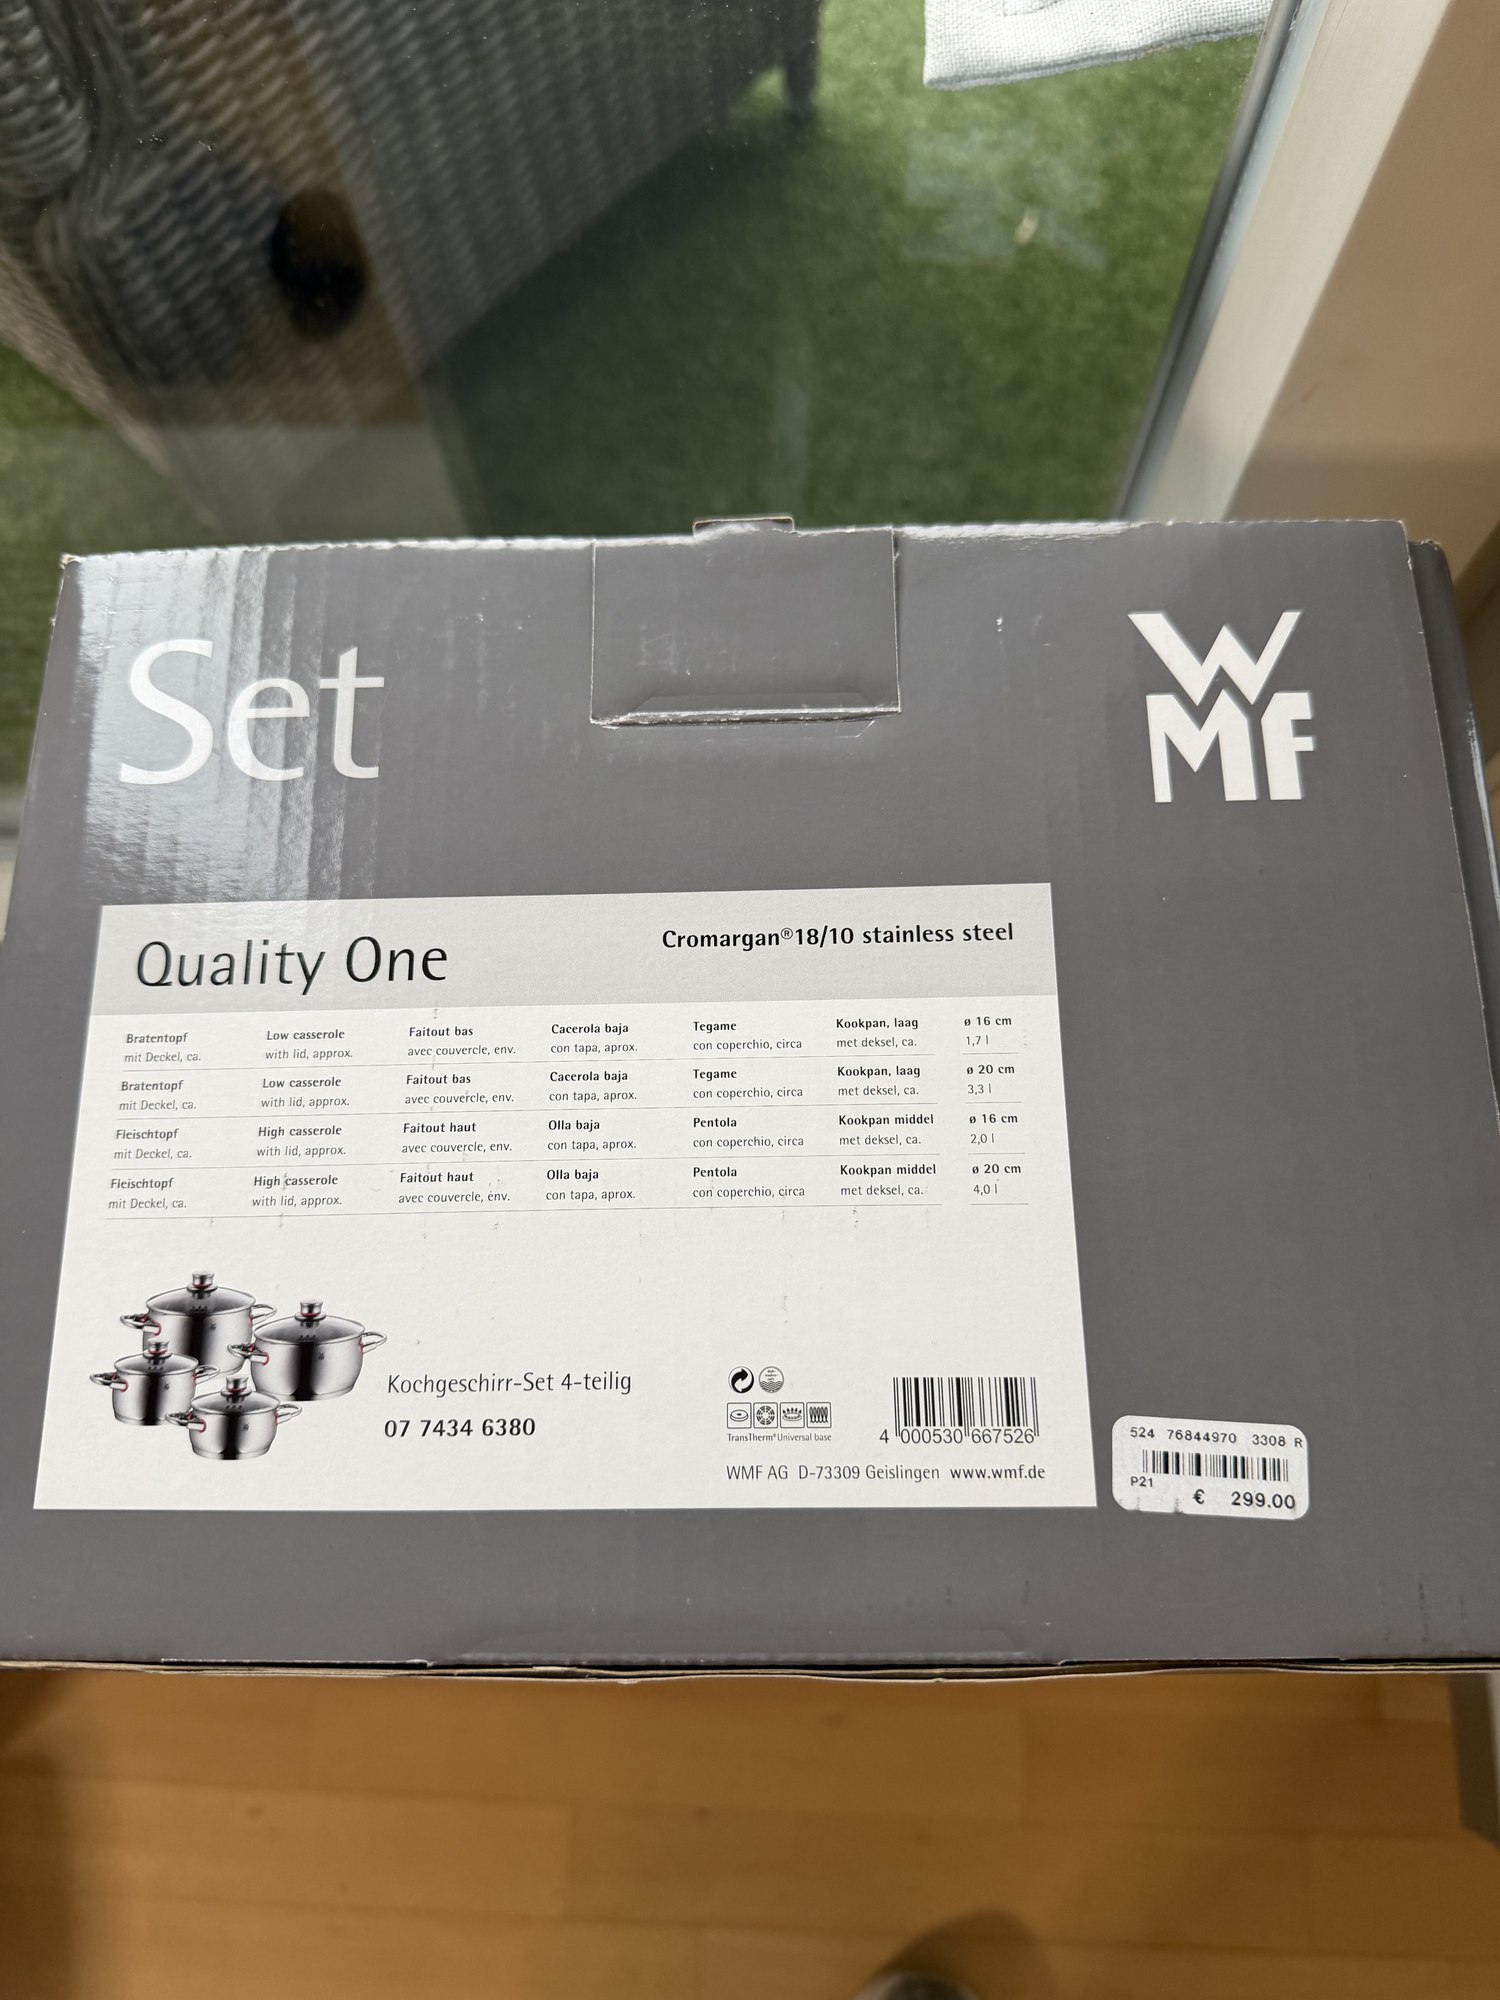 Set
WMF
Quality One
Cromargan®18/10 stainless steel
Bratentopf Low casserole Faitout bas Cacerola baja Tegame Kookpan, laag ø 16 cm
mit Deckel, ca. with lid, approx. avec couvercle, env. con tapa, aprox. con coperchio, circa met deksel, ca. 1,7 l
Bratentopf Low casserole Faitout bas Cacerola baja Tegame Kookpan, laag ø 20 cm
mit Deckel, ca. with lid, approx. avec couvercle, env. con tapa, aprox. con coperchio, circa met deksel, ca. 3,3 l
Fleischtopf High casserole Faitout haut Olla baja Pentola Kookpan middel ø 16 cm
mit Deckel, ca. with lid, approx. avec couvercle, env. con tapa, aprox. con coperchio, circa met deksel, ca. 2,0 l
Fleischtopf High casserole Faitout haut Olla baja Pentola Kookpan middel ø 20 cm
mit Deckel, ca. with lid, approx. avec couvercle, env. con tapa, aprox. con coperchio, circa met deksel, ca. 4,0 l
Kochgeschirr-Set 4-teilig
07 7434 6380
TransTherm® Universal base
4 000530 667526
WMF AG D-73309 Geislingen www.wmf.de
524 76844970 3308 R
P21
€ 299.00